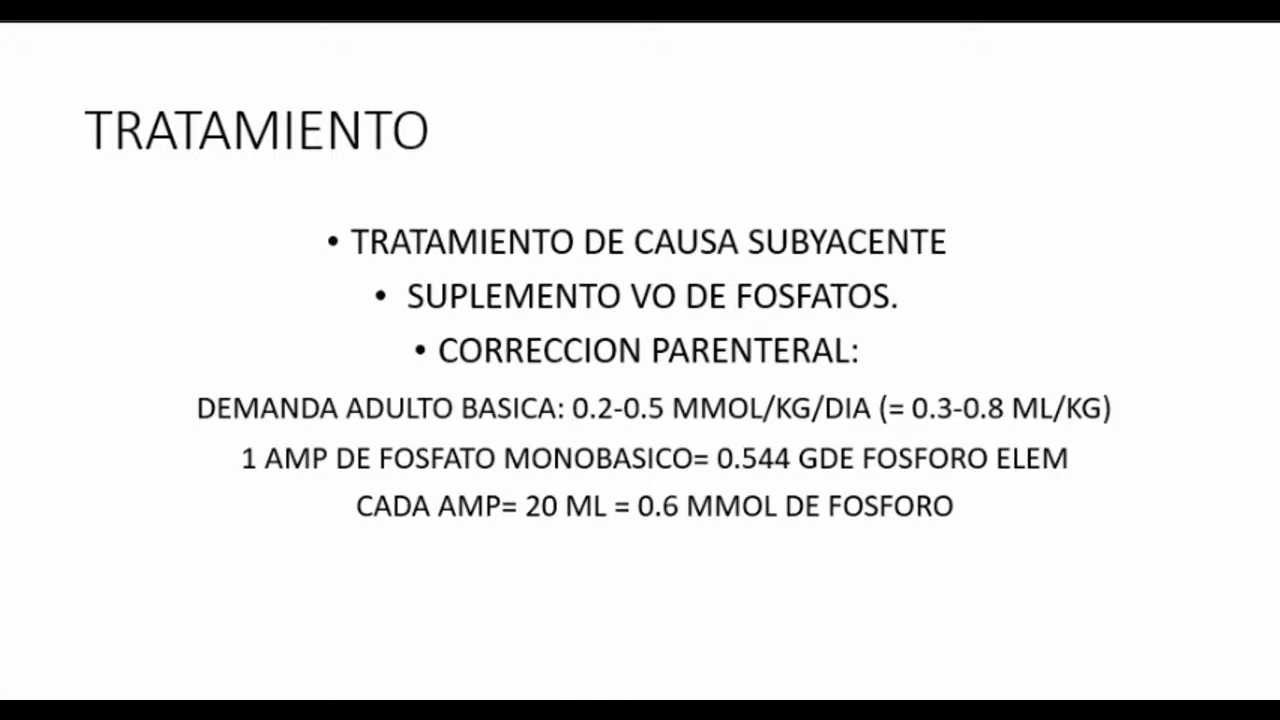 TRATAMIENTO
• TRATAMIENTO DE CAUSA SUBYACENTE
• SUPLEMENTO VO DE FOSFATOS.
• CORRECCION PARENTERAL:
DEMANDA ADULTO BASICA: 0.2-0.5 MMOL/KG/DIA (= 0.3-0.8 ML/KG)
1 AMP DE FOSFATO MONOBASICO= 0.544 GDE FOSFORO ELEM
CADA AMP= 20 ML = 0.6 MMOL DE FOSFORO